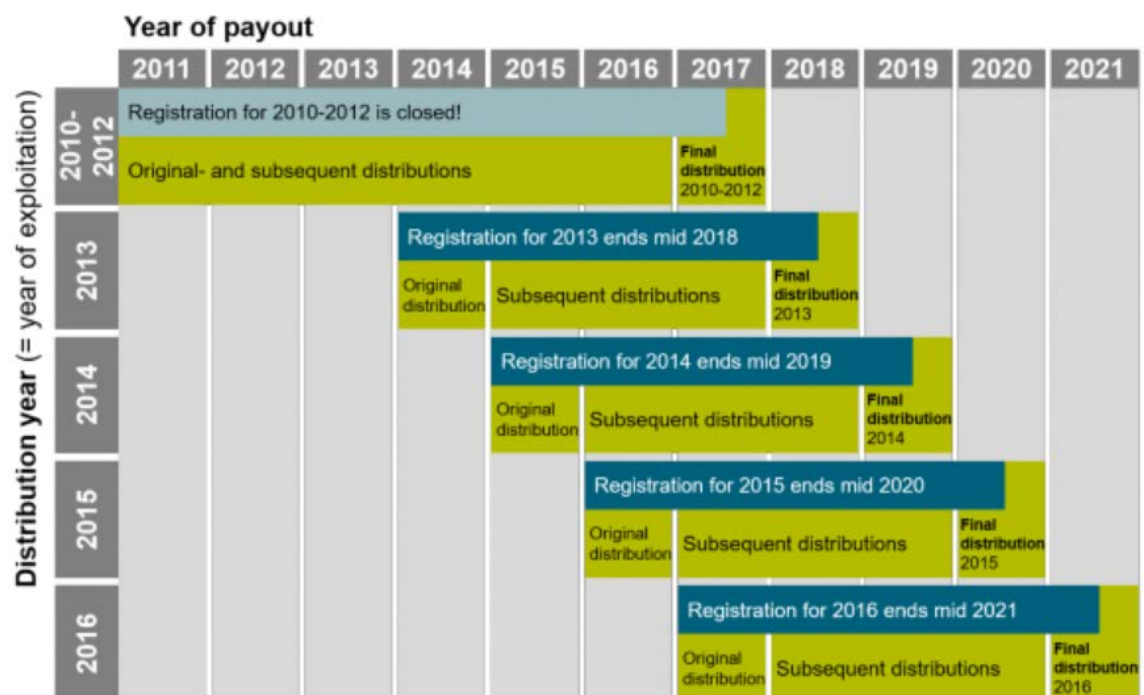 Year of payout
2011 2012 2013 2014 2015 2016 2017 2018 2019 2020 2021
Distribution year (= year of exploitation)
2010-
2012
Registration for 2010-2012 is closed!
Original- and subsequent distributions
Final
distribution
2010-2012
2013
Registration for 2013 ends mid 2018
Original
distribution
Subsequent distributions
Final
distribution
2013
2014
Registration for 2014 ends mid 2019
Original
distribution
Subsequent distributions
Final
distribution
2014
2015
Registration for 2015 ends mid 2020
Original
distribution
Subsequent distributions
Final
distribution
2015
2016
Registration for 2016 ends mid 2021
Original
distribution
Subsequent distributions
Final
distribution
2016